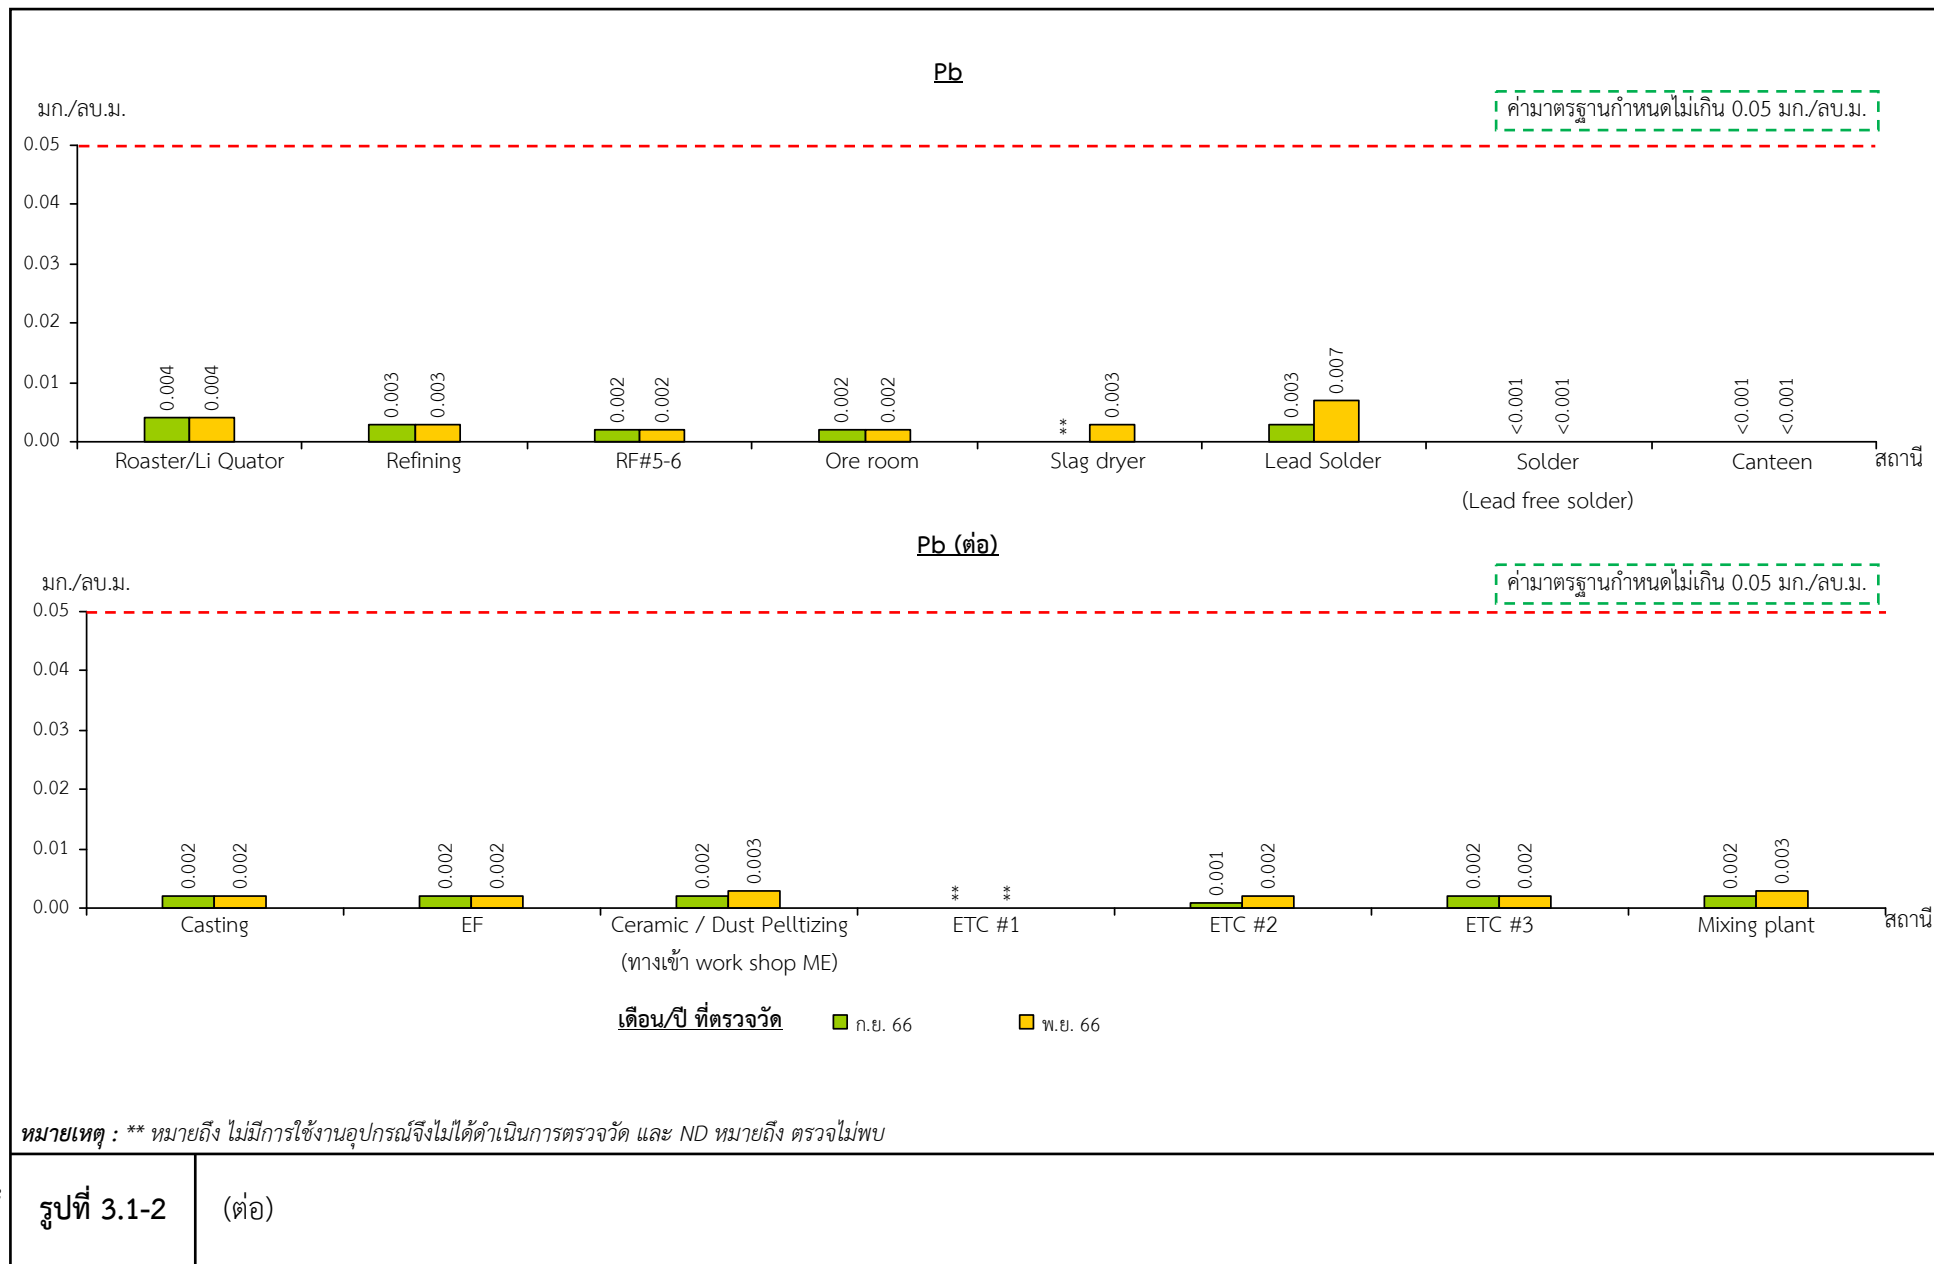 Pb
มก./ลบ.ม.
ค่ามาตรฐานกำหนดไม่เกิน 0.05 มก./ลบ.ม.
0.05
0.04
0.03
0.02
0.01
0.00
0.004 0.004 0.003 0.003 0.002 0.002 0.002 0.002 ** 0.003 0.003 0.007 <0.001 <0.001 <0.001 <0.001
Roaster/Li Quator Refining RF#5-6 Ore room Slag dryer Lead Solder Solder Canteen สถานี
(Lead free solder)
Pb (ต่อ)
มก./ลบ.ม.
ค่ามาตรฐานกำหนดไม่เกิน 0.05 มก./ลบ.ม.
0.05
0.04
0.03
0.02
0.01
0.00
0.002 0.002 0.002 0.002 0.002 0.003 ** ** 0.001 0.002 0.002 0.002 0.002 0.003
Casting EF Ceramic / Dust Pelltizing ETC #1 ETC #2 ETC #3 Mixing plant สถานี
(ทางเข้า work shop ME)
เดือน/ปี ที่ตรวจวัด ก.ย. 66 พ.ย. 66
หมายเหตุ : ** หมายถึง ไม่มีการใช้งานอุปกรณ์จึงไม่ได้ดำเนินการตรวจวัด และ ND หมายถึง ตรวจไม่พบ
รูปที่ 3.1-2 (ต่อ)